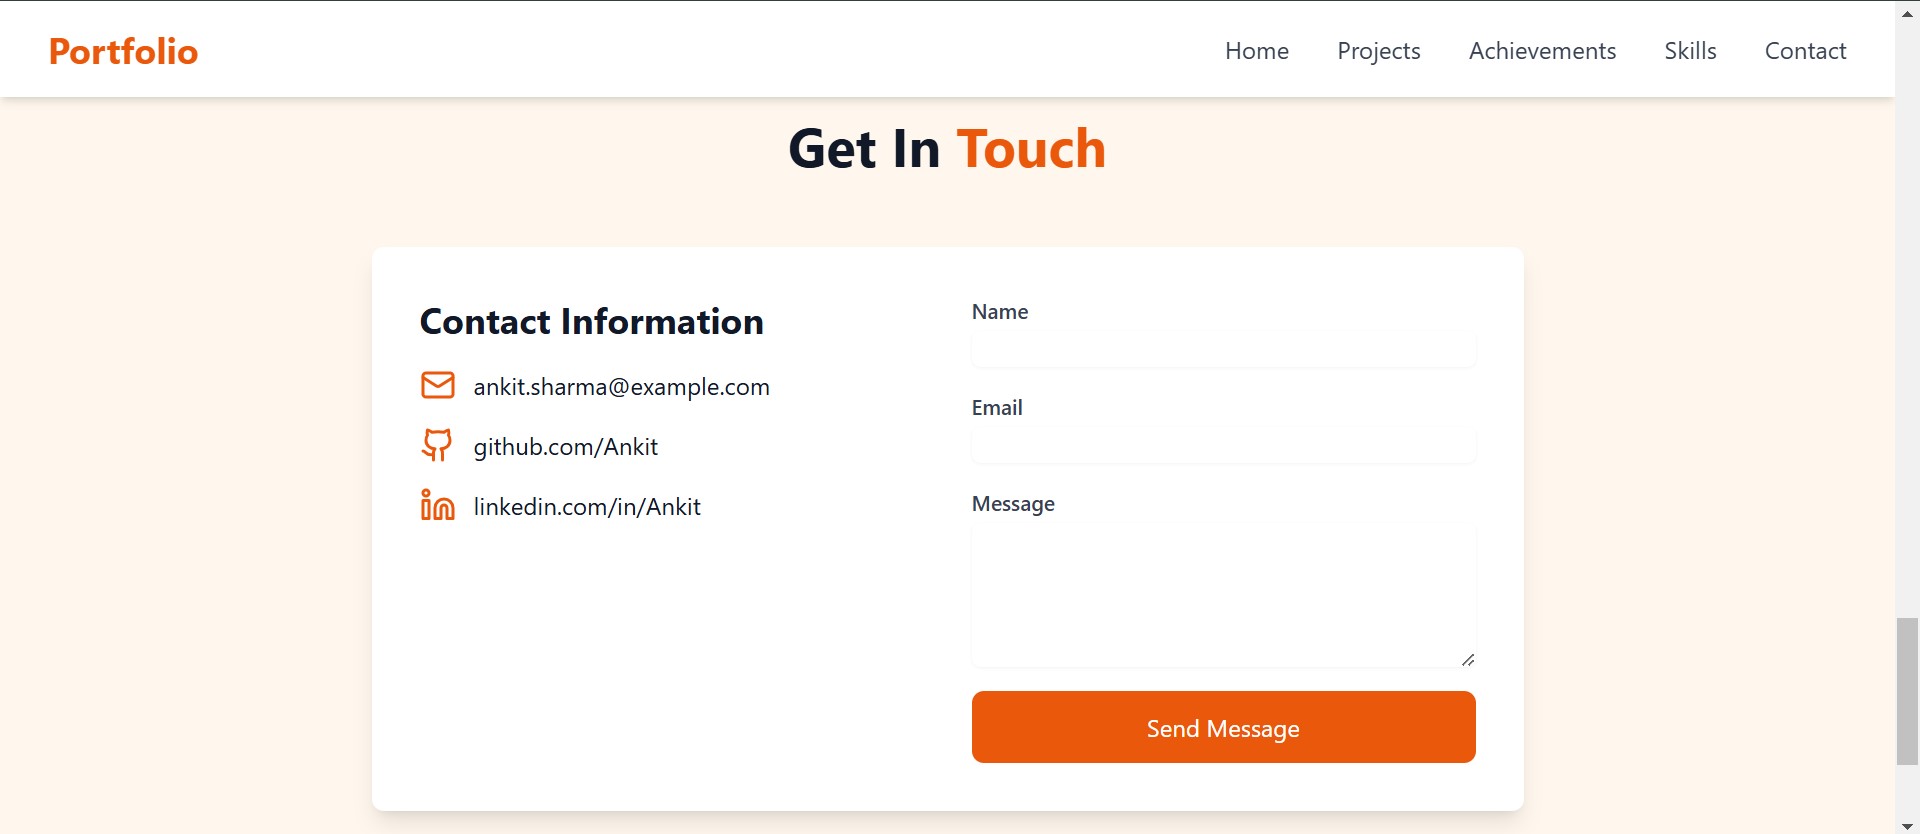 Portfolio
Home Projects Achievements Skills Contact
Get In Touch
Contact Information
ankit.sharma@example.com
github.com/Ankit
linkedin.com/in/Ankit
Name
Email
Message
Send Message